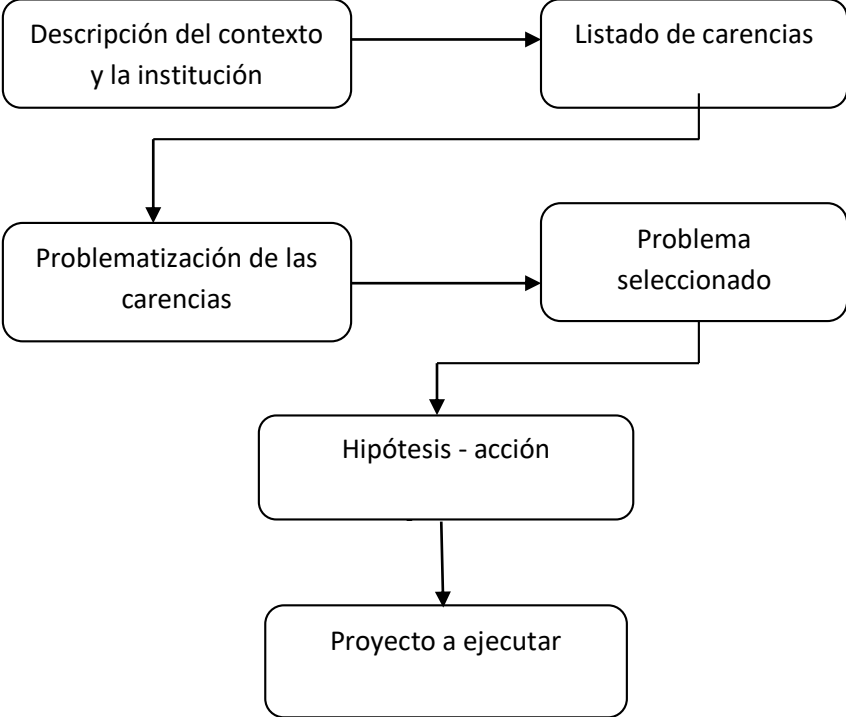 Descripción del contexto
y la institución
Listado de carencias
Problematización de las
carencias
Problema
seleccionado
Hipótesis - acción
Proyecto a ejecutar